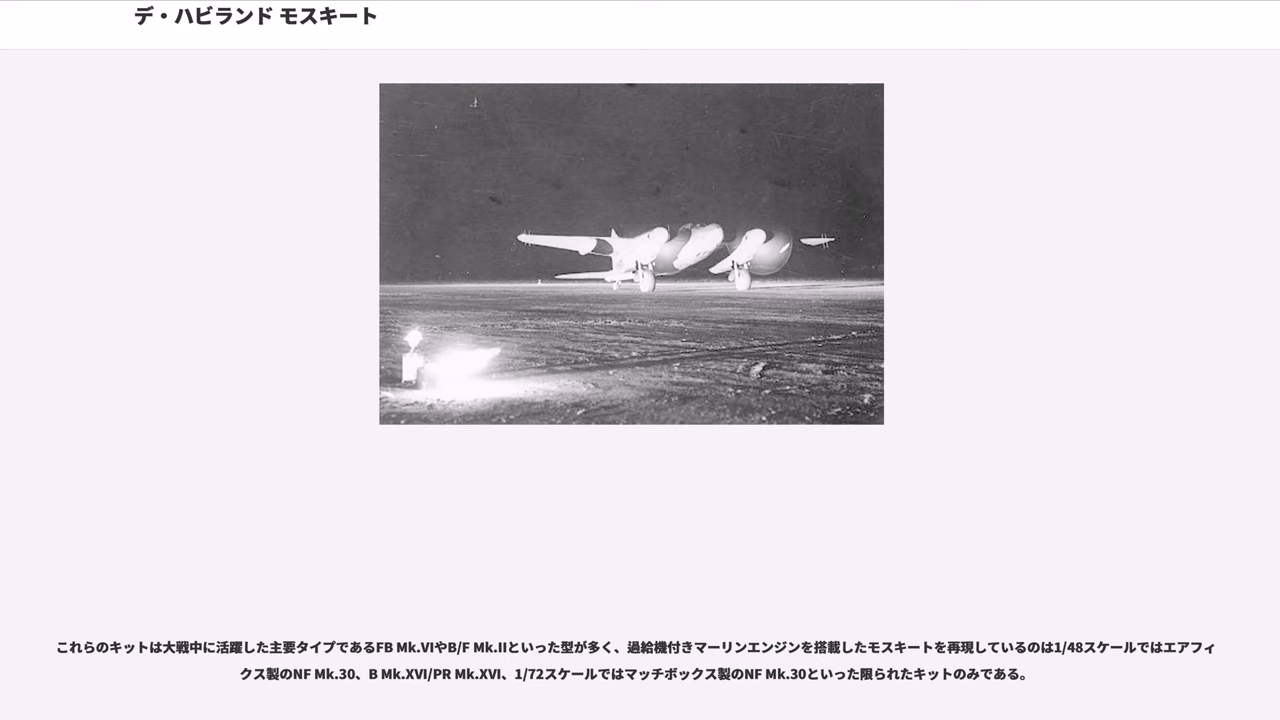 デ・ハビランド モスキート
これらのキットは大戦中に活躍した主要タイプであるFB Mk.VIやB/F Mk.IIといった型が多く、過給機付きマーリンエンジンを搭載したモスキートを再現しているのは1/48スケールではエアフィ
クス製のNF Mk.30、B Mk.XVI/PR Mk.XVI、1/72スケールではマッチボックス製のNF Mk.30といった限られたキットのみである。